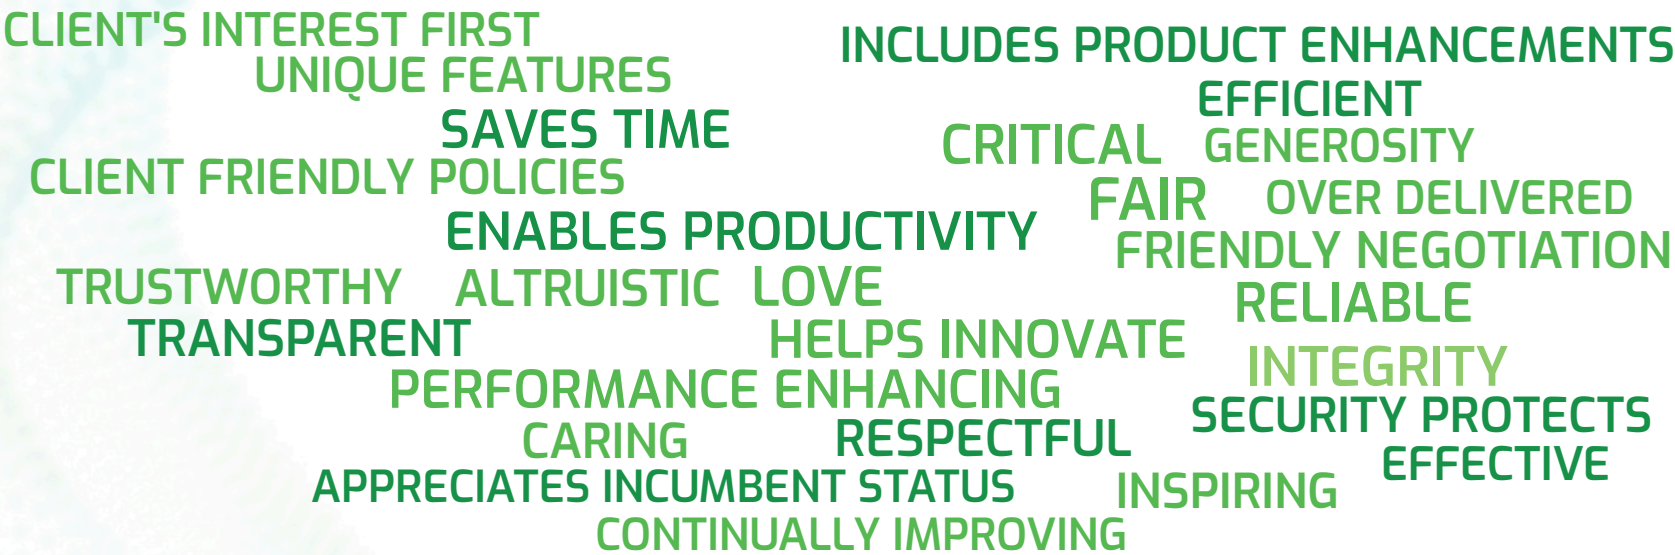 CLIENT'S INTEREST FIRST
INCLUDES PRODUCT ENHANCEMENTS
UNIQUE FEATURES
EFFICIENT
SAVES TIME
CRITICAL
GENEROSITY
CLIENT FRIENDLY POLICIES
FAIR
OVER DELIVERED
ENABLES PRODUCTIVITY
FRIENDLY NEGOTIATION
TRUSTWORTHY
ALTRUISTIC
LOVE
RELIABLE
TRANSPARENT
HELPS INNOVATE
INTEGRITY
PERFORMANCE ENHANCING
SECURITY PROTECTS
CARING
RESPECTFUL
EFFECTIVE
APPRECIATES INCUMBENT STATUS
INSPIRING
CONTINUALLY IMPROVING